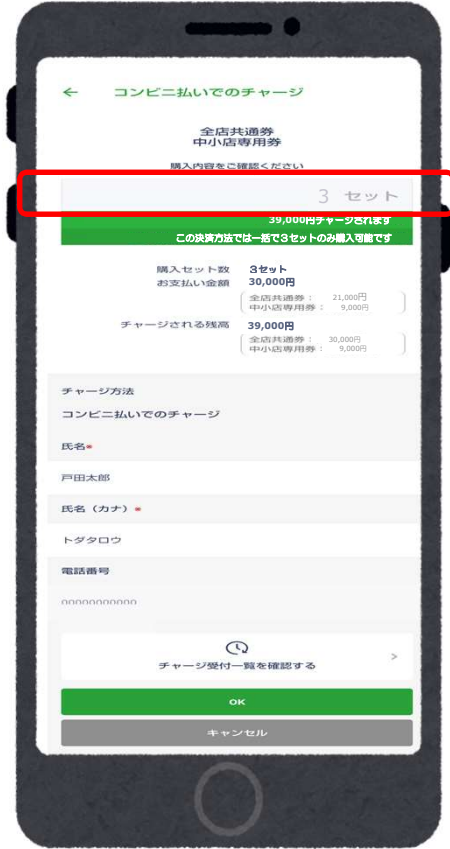 ← コンビニ払いでのチャージ
全店共通券
中小店専用券
購入内容をご確認ください
3 セット
39,000円チャージされます
この決済方法では一括で3セットのみ購入可能です
購入セット数 3セット
お支払い金額 30,000円
全店共通券： 21,000円
中小店専用券： 9,000円
チャージされる残高 39,000円
全店共通券： 30,000円
中小店専用券： 9,000円
チャージ方法
コンビニ払いでのチャージ
氏名*
戸田太郎
氏名（カナ）*
トダタロウ
電話番号
00000000000
チャージ受付一覧を確認する >
OK
キャンセル